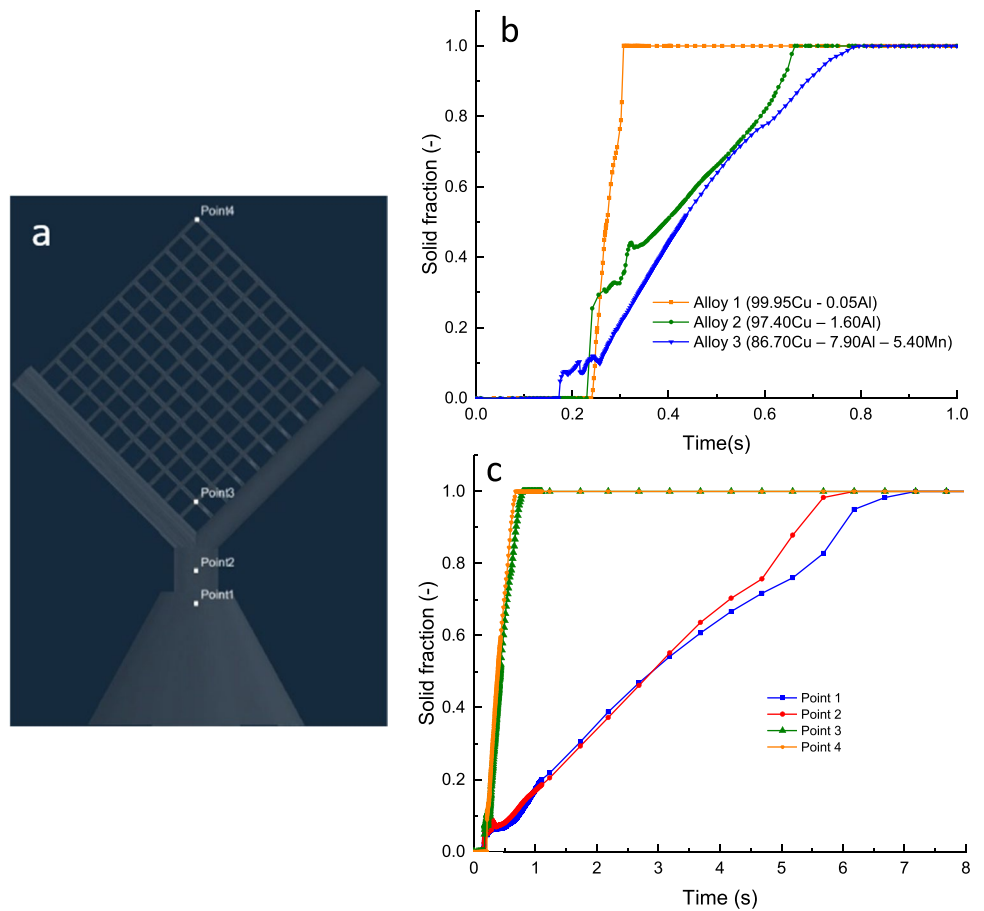 a
Point4
Point3
Point2
Point1
b
Solid fraction (-)
1.0
0.8
0.6
0.4
0.2
0.0
Alloy 1 (99.95Cu - 0.05Al)
Alloy 2 (97.40Cu – 1.60Al)
Alloy 3 (86.70Cu – 7.90Al – 5.40Mn)
0.0 0.2 0.4 0.6 0.8 1.0
Time(s)
c
Solid fraction (-)
1.0
0.8
0.6
0.4
0.2
0.0
Point 1
Point 2
Point 3
Point 4
0 1 2 3 4 5 6 7 8
Time (s)